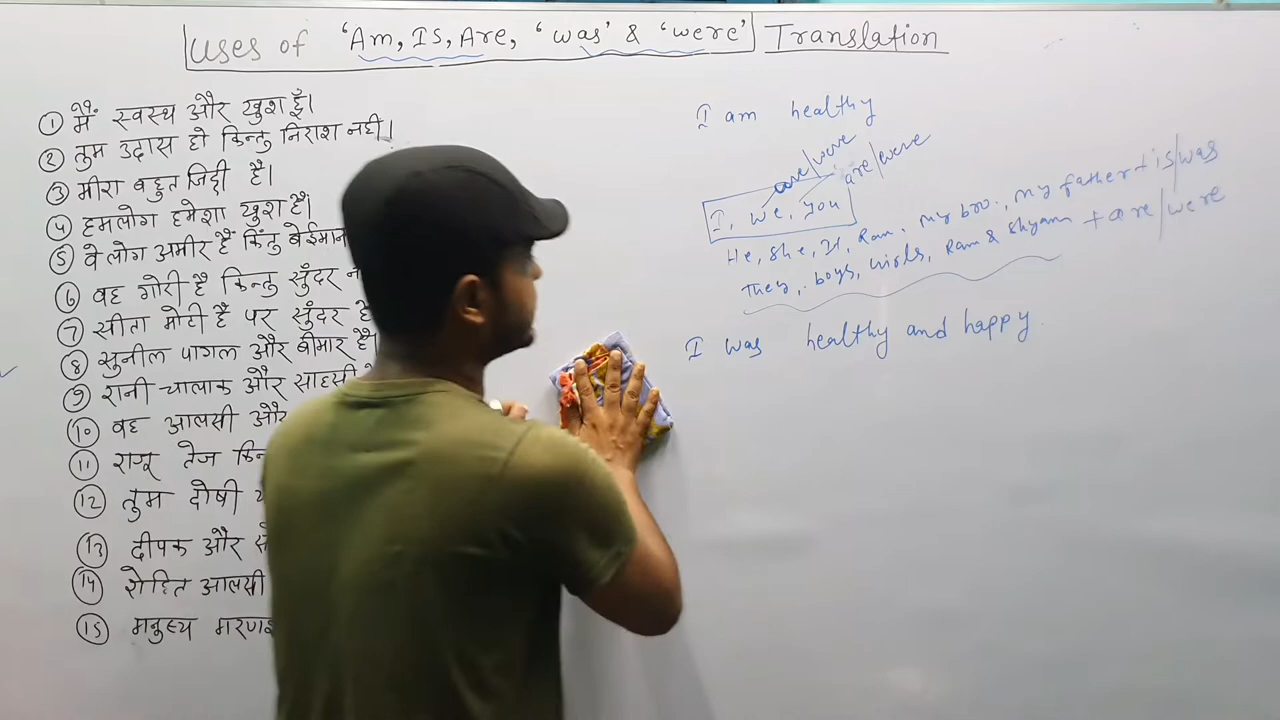 Uses of 'Am, Is, Are, 'was' & 'were' Translation
① मैं स्वस्थ और खुश हूँ।
② तुम उदास हो किन्तु निराश नहीं।
③ मीरा बहुत जिद्दी है।
④ हमलोग हमेशा खुश हैं।
⑤ वे लोग अमीर हैं किंतु बेईमान
⑥ वह गोरी है किन्तु सुंदर
⑦ सीता मोटी है पर सुंदर है
⑧ सुनील पागल और बीमार है।
⑨ रानी चालाक और साहसी
⑩ वह आलसी और
⑪ राजू तेज
⑫ तुम दोषी
⑬ दीपक और
⑭ रोहित आलसी
⑮ मनुष्य
I am healthy
are/were
are/were
I, we, you
He, she, It, Ram, my bro., my father + is/was
They, boys, girls, Ram & Shyam + are/were
I was healthy and happy.